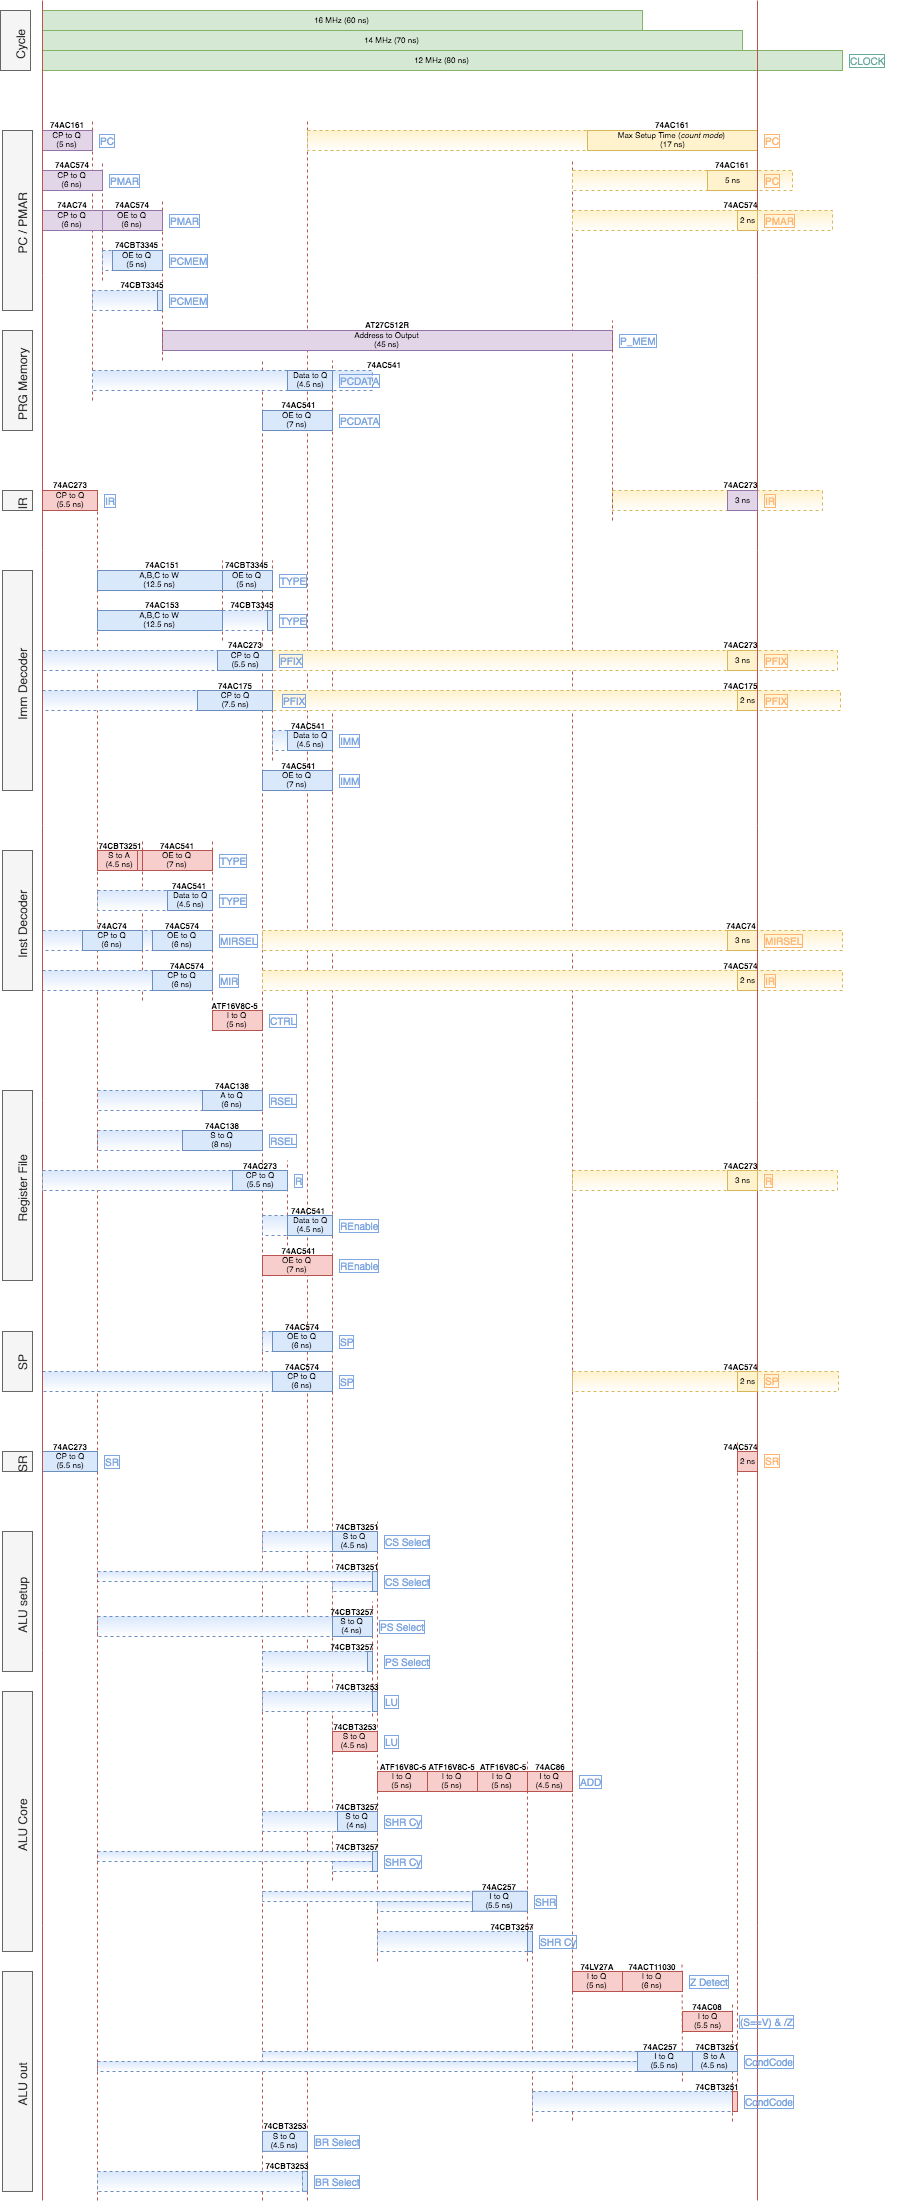 Cycle
16 MHz (60 ns)
14 MHz (70 ns)
12 MHz (80 ns)
CLOCK
PC / PMAR
74AC161
CP to Q
(5 ns)
PC
74AC161
Max Setup Time (count mode)
(17 ns)
PC
74AC574
CP to Q
(6 ns)
PMAR
74AC161
5 ns
PC
74AC74
CP to Q
(6 ns)
74AC574
OE to Q
(6 ns)
PMAR
74AC574
2 ns
PMAR
74CBT3345
OE to Q
(5 ns)
PCMEM
74CBT3345
PCMEM
PRG Memory
AT27C512R
Address to Output
(45 ns)
P_MEM
74AC541
Data to Q
(4.5 ns)
PCDATA
74AC541
OE to Q
(7 ns)
PCDATA
IR
74AC273
CP to Q
(5.5 ns)
IR
74AC273
3 ns
IR
Imm Decoder
74AC151
A,B,C to W
(12.5 ns)
74CBT3345
OE to Q
(5 ns)
TYPE
74AC153
A,B,C to W
(12.5 ns)
74CBT3345
TYPE
74AC273
CP to Q
(5.5 ns)
PFIX
74AC273
3 ns
PFIX
74AC175
CP to Q
(7.5 ns)
PFIX
74AC175
2 ns
PFIX
74AC541
Data to Q
(4.5 ns)
IMM
74AC541
OE to Q
(7 ns)
IMM
Inst Decoder
74CBT3251
S to A
(4.5 ns)
74AC541
OE to Q
(7 ns)
TYPE
74AC541
Data to Q
(4.5 ns)
TYPE
74AC74
CP to Q
(6 ns)
74AC574
OE to Q
(6 ns)
MIRSEL
74AC74
3 ns
MIRSEL
74AC574
CP to Q
(6 ns)
MIR
74AC574
2 ns
IR
ATF16V8C-5
I to Q
(5 ns)
CTRL
Register File
74AC138
A to Q
(6 ns)
RSEL
74AC138
S to Q
(8 ns)
RSEL
74AC273
CP to Q
(5.5 ns)
R
74AC273
3 ns
R
74AC541
Data to Q
(4.5 ns)
REnable
74AC541
OE to Q
(7 ns)
REnable
SP
74AC574
OE to Q
(6 ns)
SP
74AC574
CP to Q
(6 ns)
SP
74AC574
2 ns
SP
SR
74AC273
CP to Q
(5.5 ns)
SR
74AC574
2 ns
SR
ALU setup
74CBT3251
S to Q
(4.5 ns)
CS Select
74CBT3251
CS Select
74CBT3257
S to Q
(4 ns)
PS Select
74CBT3257
PS Select
ALU Core
74CBT3253
LU
74CBT3253
S to Q
(4.5 ns)
LU
ATF16V8C-5
I to Q
(5 ns)
ATF16V8C-5
I to Q
(5 ns)
ATF16V8C-5
I to Q
(5 ns)
74AC86
I to Q
(4.5 ns)
ADD
74CBT3257
S to Q
(4 ns)
SHR Cy
74CBT3257
SHR Cy
74AC257
I to Q
(5.5 ns)
SHR
74CBT3257
SHR Cy
ALU out
74LV27A
I to Q
(5 ns)
74ACT11030
I to Q
(6 ns)
Z Detect
74AC08
I to Q
(5.5 ns)
(S==V) & /Z
74AC257
I to Q
(5.5 ns)
74CBT3251
S to A
(4.5 ns)
CondCode
74CBT3251
CondCode
74CBT3253
S to Q
(4.5 ns)
BR Select
74CBT3253
BR Select